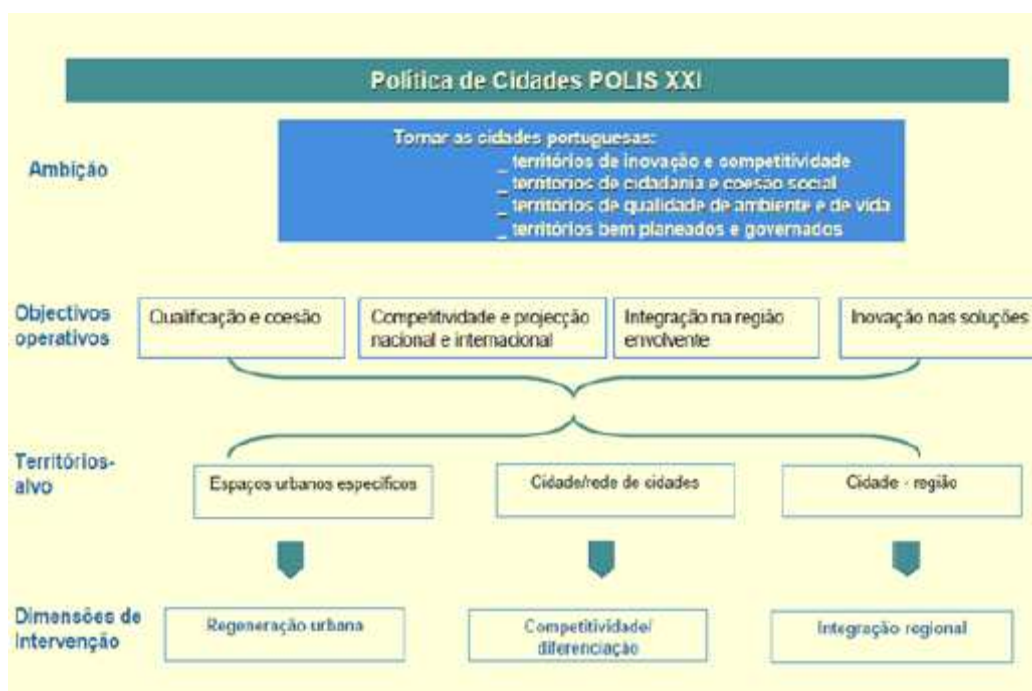 Política de Cidades POLIS XXI
Ambição
Tornar as cidades portuguesas:
_ territórios de inovação e competitividade
_ territórios de cidadania e coesão social
_ territórios de qualidade de ambiente e de vida
_ territórios bem planeados e governados
Objectivos
operativos
Qualificação e coesão
Competitividade e projecção
nacional e internacional
Integração na região
envolvente
Inovação nas soluções
Territórios-
alvo
Espaços urbanos específicos
Cidade/rede de cidades
Cidade - região
Dimensões de
Intervenção
Regeneração urbana
Competitividade/
diferenciação
Integração regional